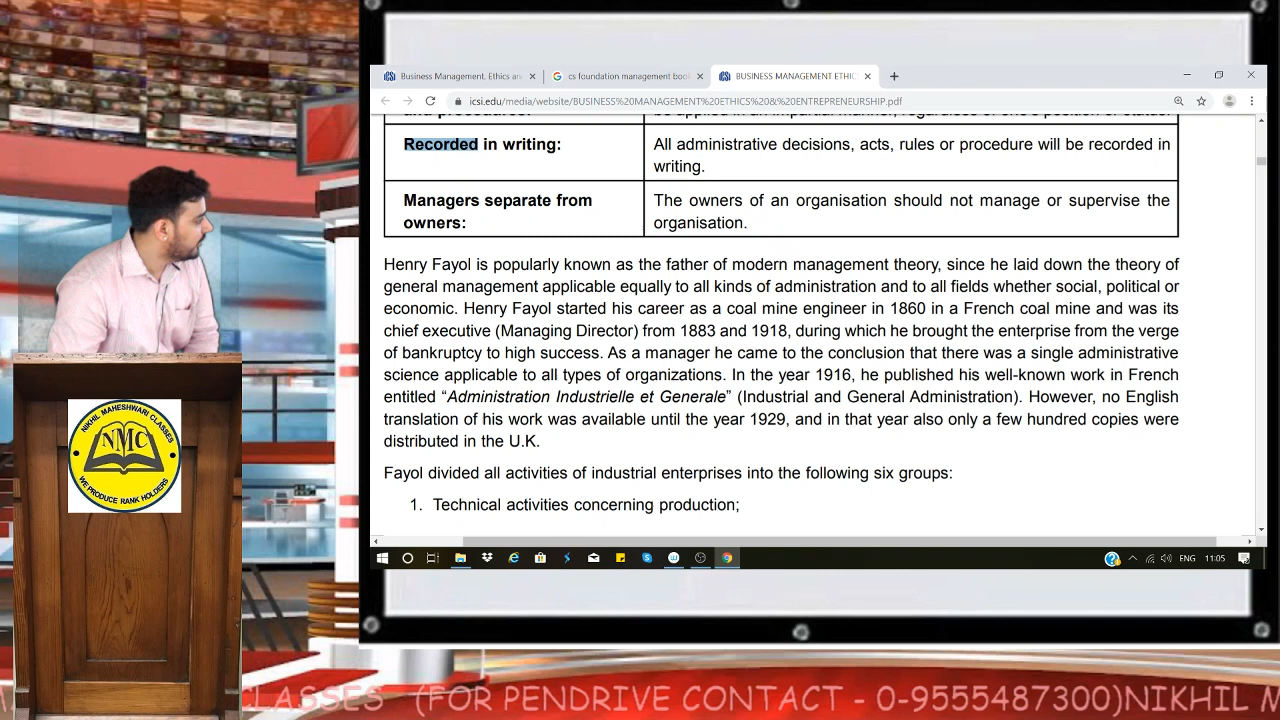 Business Management. Ethics an
cs foundation management book
BUSINESS MANAGEMENT ETHIC
icsi.edu/media/website/BUSINESS%20MANAGEMENT%20ETHICS%20&%20ENTREPRENEURSHIP.pdf
Recorded in writing:
All administrative decisions, acts, rules or procedure will be recorded in
writing.
Managers separate from
owners:
The owners of an organisation should not manage or supervise the
organisation.
Henry Fayol is popularly known as the father of modern management theory, since he laid down the theory of
general management applicable equally to all kinds of administration and to all fields whether social, political or
economic. Henry Fayol started his career as a coal mine engineer in 1860 in a French coal mine and was its
chief executive (Managing Director) from 1883 and 1918, during which he brought the enterprise from the verge
of bankruptcy to high success. As a manager he came to the conclusion that there was a single administrative
science applicable to all types of organizations. In the year 1916, he published his well-known work in French
entitled “Administration Industrielle et Generale” (Industrial and General Administration). However, no English
translation of his work was available until the year 1929, and in that year also only a few hundred copies were
distributed in the U.K.
Fayol divided all activities of industrial enterprises into the following six groups:
1. Technical activities concerning production;
ENG 11:05
NIKHIL MAHESHWARI CLASSES
NMC
WE PRODUCE RANK HOLDERS
CLASSES (FOR PENDRIVE CONTACT - 0-9555487300)NIKHIL M